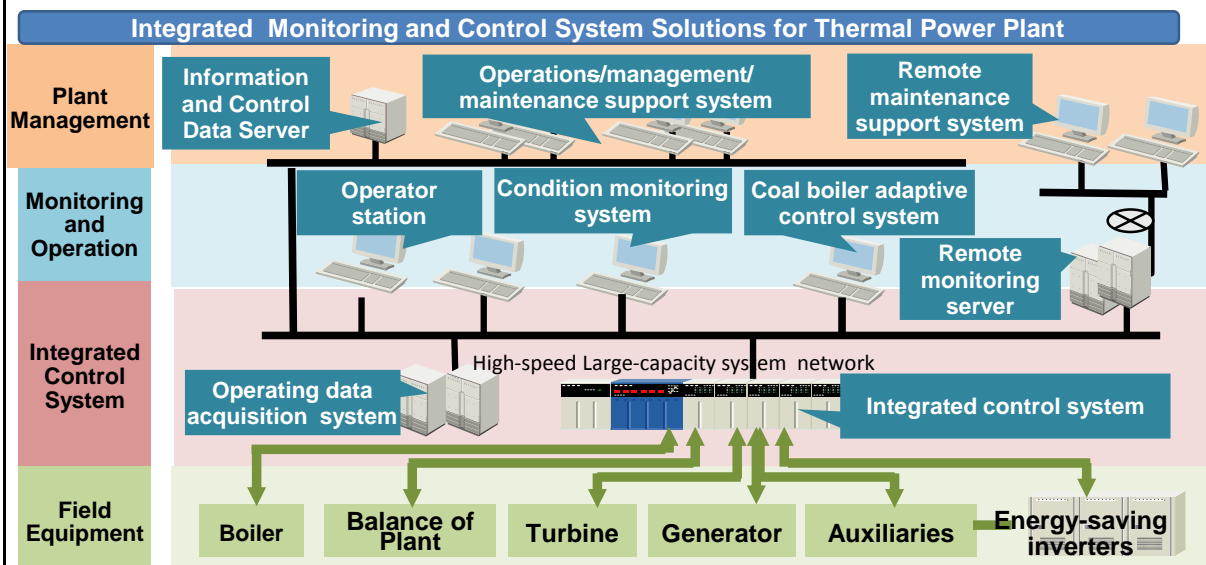 Integrated Monitoring and Control System Solutions for Thermal Power Plant
Plant
Management
Information
and Control
Data Server
Operations/management/
maintenance support system
Remote
maintenance
support system
Monitoring
and
Operation
Operator
station
Condition monitoring
system
Coal boiler adaptive
control system
Remote
monitoring
server
Integrated
Control
System
High-speed Large-capacity system network
Operating data
acquisition system
Integrated control system
Field
Equipment
Boiler
Balance of
Plant
Turbine
Generator
Auxiliaries
Energy-saving
inverters